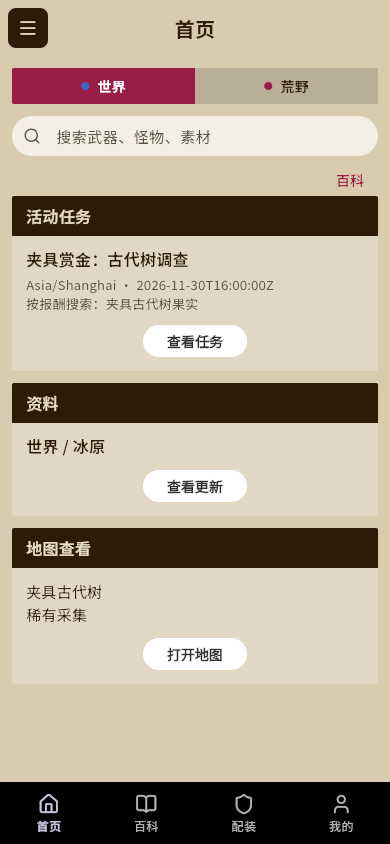 首页
世界
荒野
搜索武器、怪物、素材
百科
活动任务
夹具赏金：古代树调查
Asia/Shanghai · 2026-11-30T16:00:00Z
按报酬搜索：夹具古代树果实
查看任务
资料
世界 / 冰原
查看更新
地图查看
夹具古代树
稀有采集
打开地图
首页
百科
配装
我的